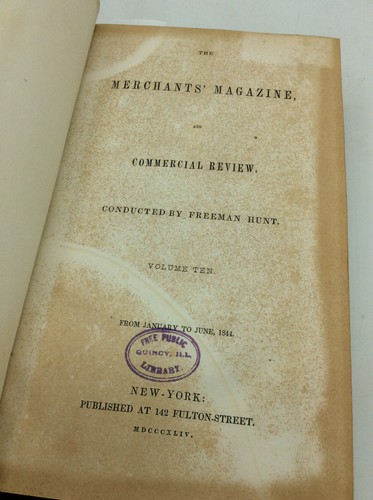 THE
MERCHANTS' MAGAZINE,
AND
COMMERCIAL REVIEW,
CONDUCTED BY FREEMAN HUNT.
VOLUME TEN.
FROM JANUARY TO JUNE, 1844.
FREE PUBLIC
QUINCY, ILL.
LIBRARY.
NEW-YORK:
PUBLISHED AT 142 FULTON-STREET.
MDCCCXLIV.